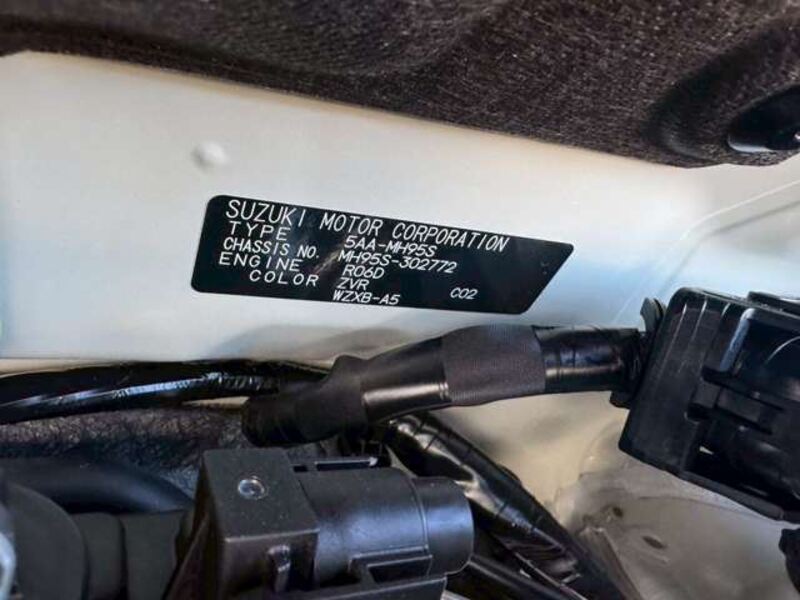 SUZUKI MOTOR CORPORATION
TYPE 5AA-MH95S
CHASSIS NO. MH95S-302772
ENGINE R06D
COLOR ZVR
WZXB-A5 C02